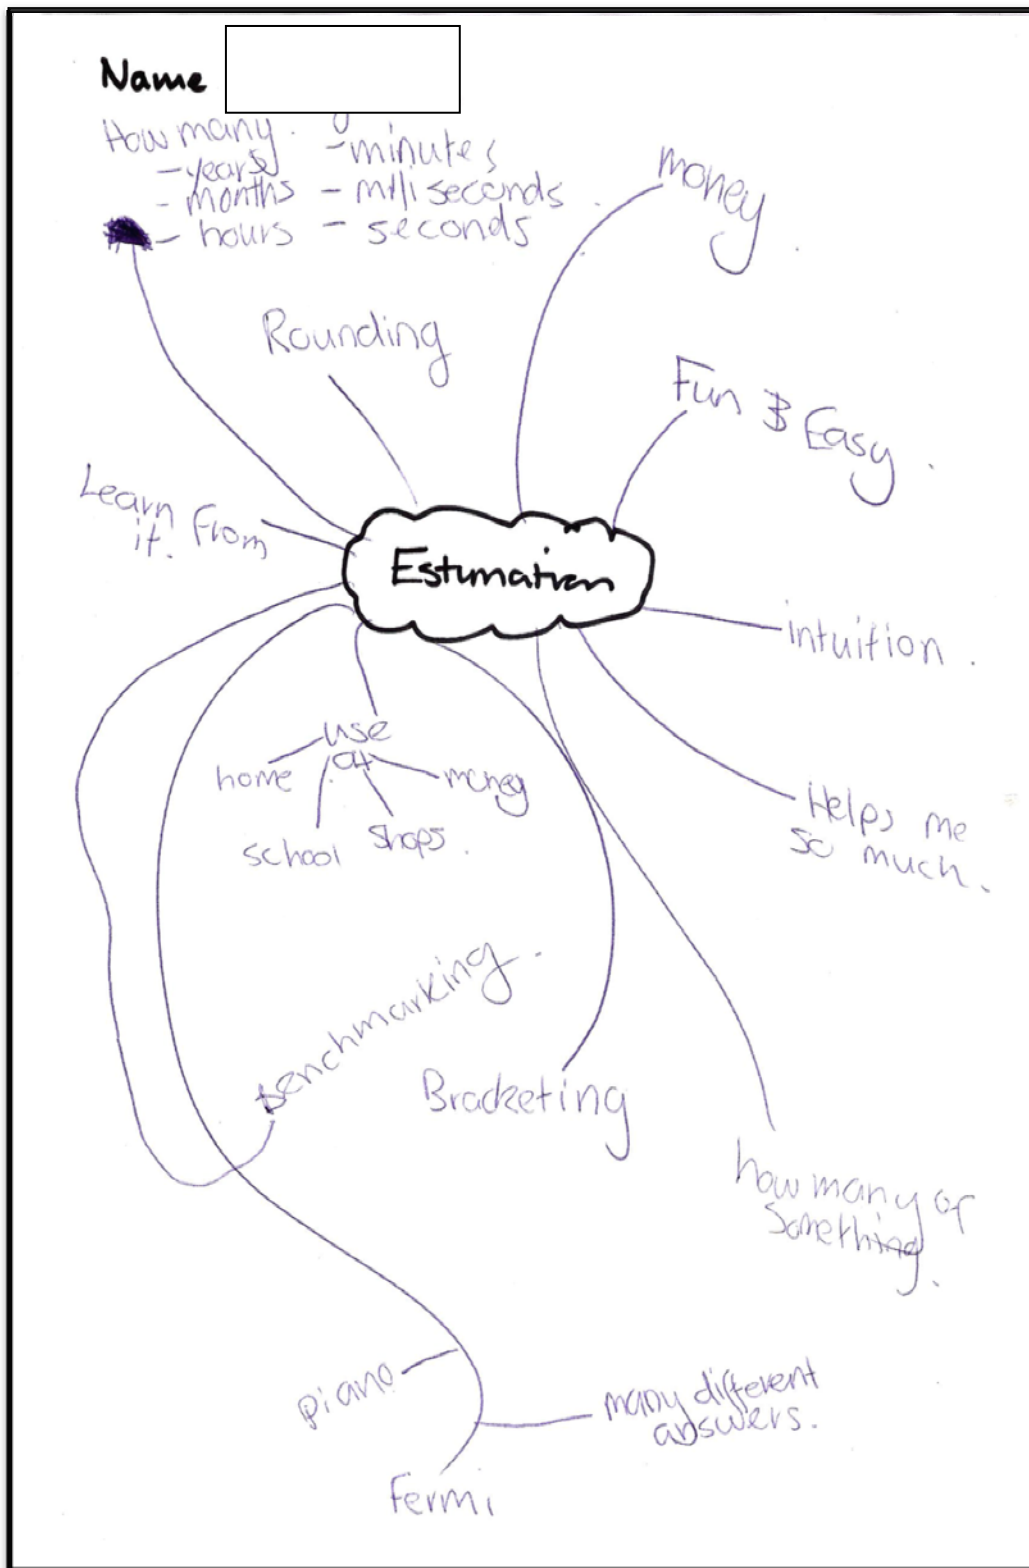 Name
How many
- years - minutes
- months - milliseconds
- hours - seconds
money
Rounding
Fun & Easy.
Learn From
it.
Estimation
intuition.
use
at
home
money
school
shops.
Helps me
so much.
Benchmarking.
Bracketing
how many of
something.
piano
many different
answers.
Fermi